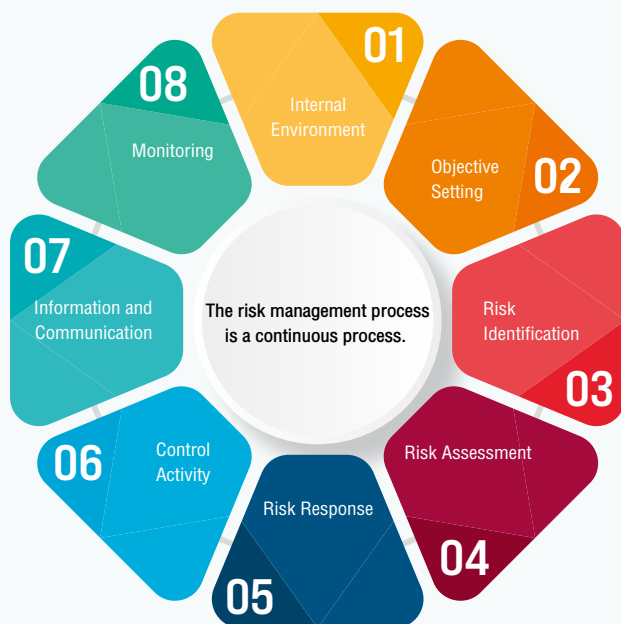 01
Internal
Environment
Objective
Setting
02
Risk
Identification
03
Risk Assessment
04
Risk Response
05
06
Control
Activity
07
Information and
Communication
08
Monitoring
The risk management process
is a continuous process.